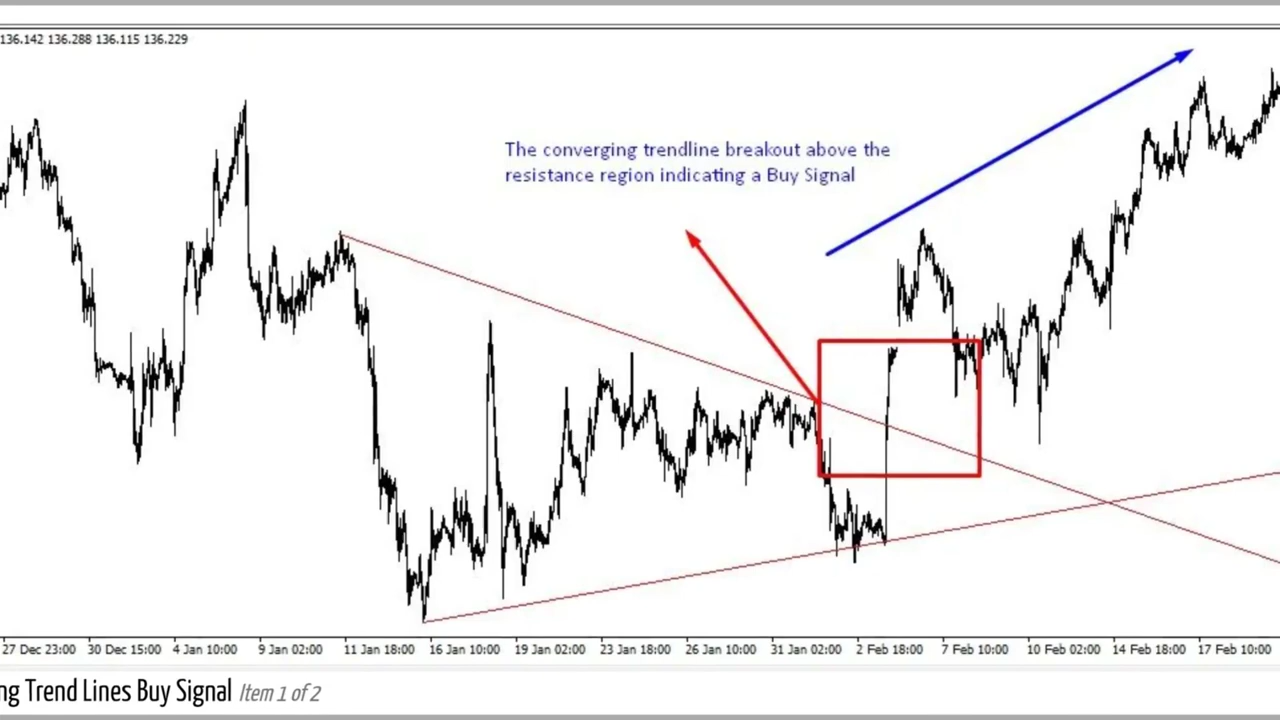 136.142 136.288 136.115 136.229
The converging trendline breakout above the
resistance region indicating a Buy Signal
27 Dec 23:00 30 Dec 15:00 4 Jan 10:00 9 Jan 02:00 11 Jan 18:00 16 Jan 10:00 19 Jan 02:00 23 Jan 18:00 26 Jan 10:00 31 Jan 02:00 2 Feb 18:00 7 Feb 10:00 10 Feb 02:00 14 Feb 18:00 17 Feb 10:00
ng Trend Lines Buy Signal Item 1 of 2